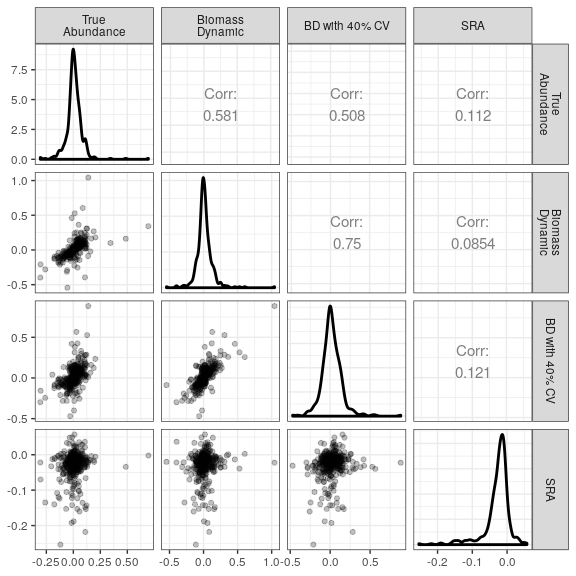 True
Abundance
Biomass
Dynamic
BD with 40% CV
SRA
7.5
5.0
2.5
0.0
Corr:
0.581
Corr:
0.508
Corr:
0.112
True
Abundance
1.0
0.5
0.0
-0.5
Corr:
0.75
Corr:
0.0854
Biomass
Dynamic
0.5
0.0
-0.5
Corr:
0.121
BD with 40% CV
0.0
-0.1
-0.2
SRA
-0.25 0.00 0.25 0.50
-0.5 0.0 0.5 1.0
-0.5 0.0 0.5
-0.2 -0.1 0.0